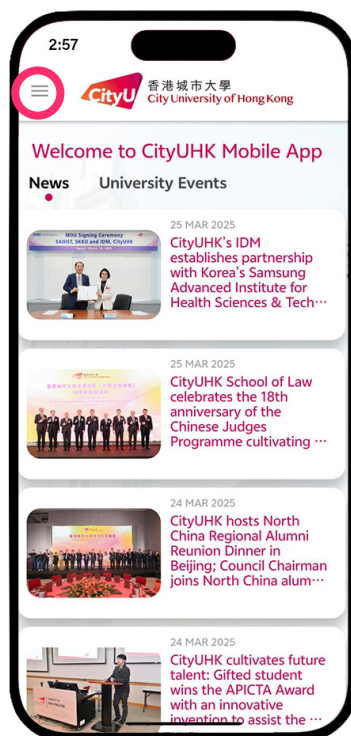 2:57
CityU
香港城市大學
City University of Hong Kong
Welcome to CityUHK Mobile App
News
University Events
25 MAR 2025
CityUHK's IDM
establishes partnership
with Korea's Samsung
Advanced Institute for
Health Sciences & Tech···
MOU Signing Ceremony
SAIHST, SKKU and IDM, CityUHK
25 MAR 2025
CityUHK School of Law
celebrates the 18th
anniversary of the
Chinese Judges
Programme cultivating ···
24 MAR 2025
CityUHK hosts North
China Regional Alumni
Reunion Dinner in
Beijing; Council Chairman
joins North China alum···
24 MAR 2025
CityUHK cultivates future
talent: Gifted student
wins the APICTA Award
with an innovative
invention to assist the ···